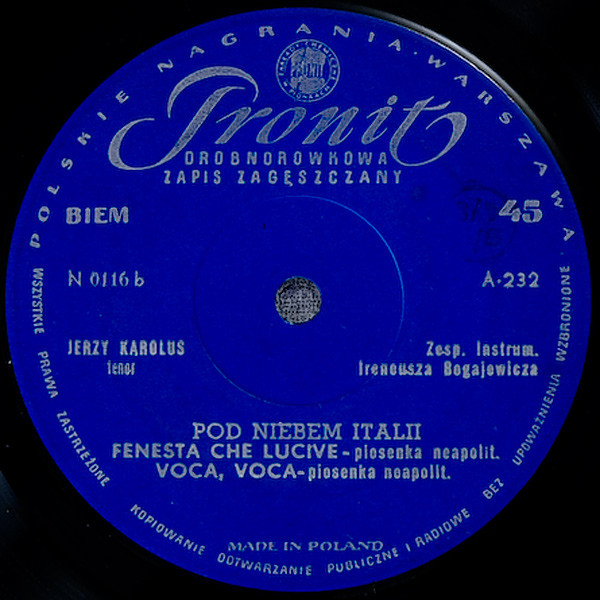 POLSKIE NAGRANIA · WARSZAWA
Pronit
DROBNOROWKOWA
ZAPIS ZAGĘSZCZANY
BIEM
45
N 0116 b
A-232
JERZY KAROLUS
tenor
Zesp. Instrum.
Ireneusza Bogajewicza
POD NIEBEM ITALII
FENESTA CHE LUCIVE - piosenka neapolit.
VOCA, VOCA - piosenka neapolit.
MADE IN POLAND
WSZYSTKIE PRAWA ZASTRZEŻONE KOPIOWANIE ODTWARZANIE PUBLICZNE I RADIOWE BEZ UPOWAŻNIENIA WZBRONIONE